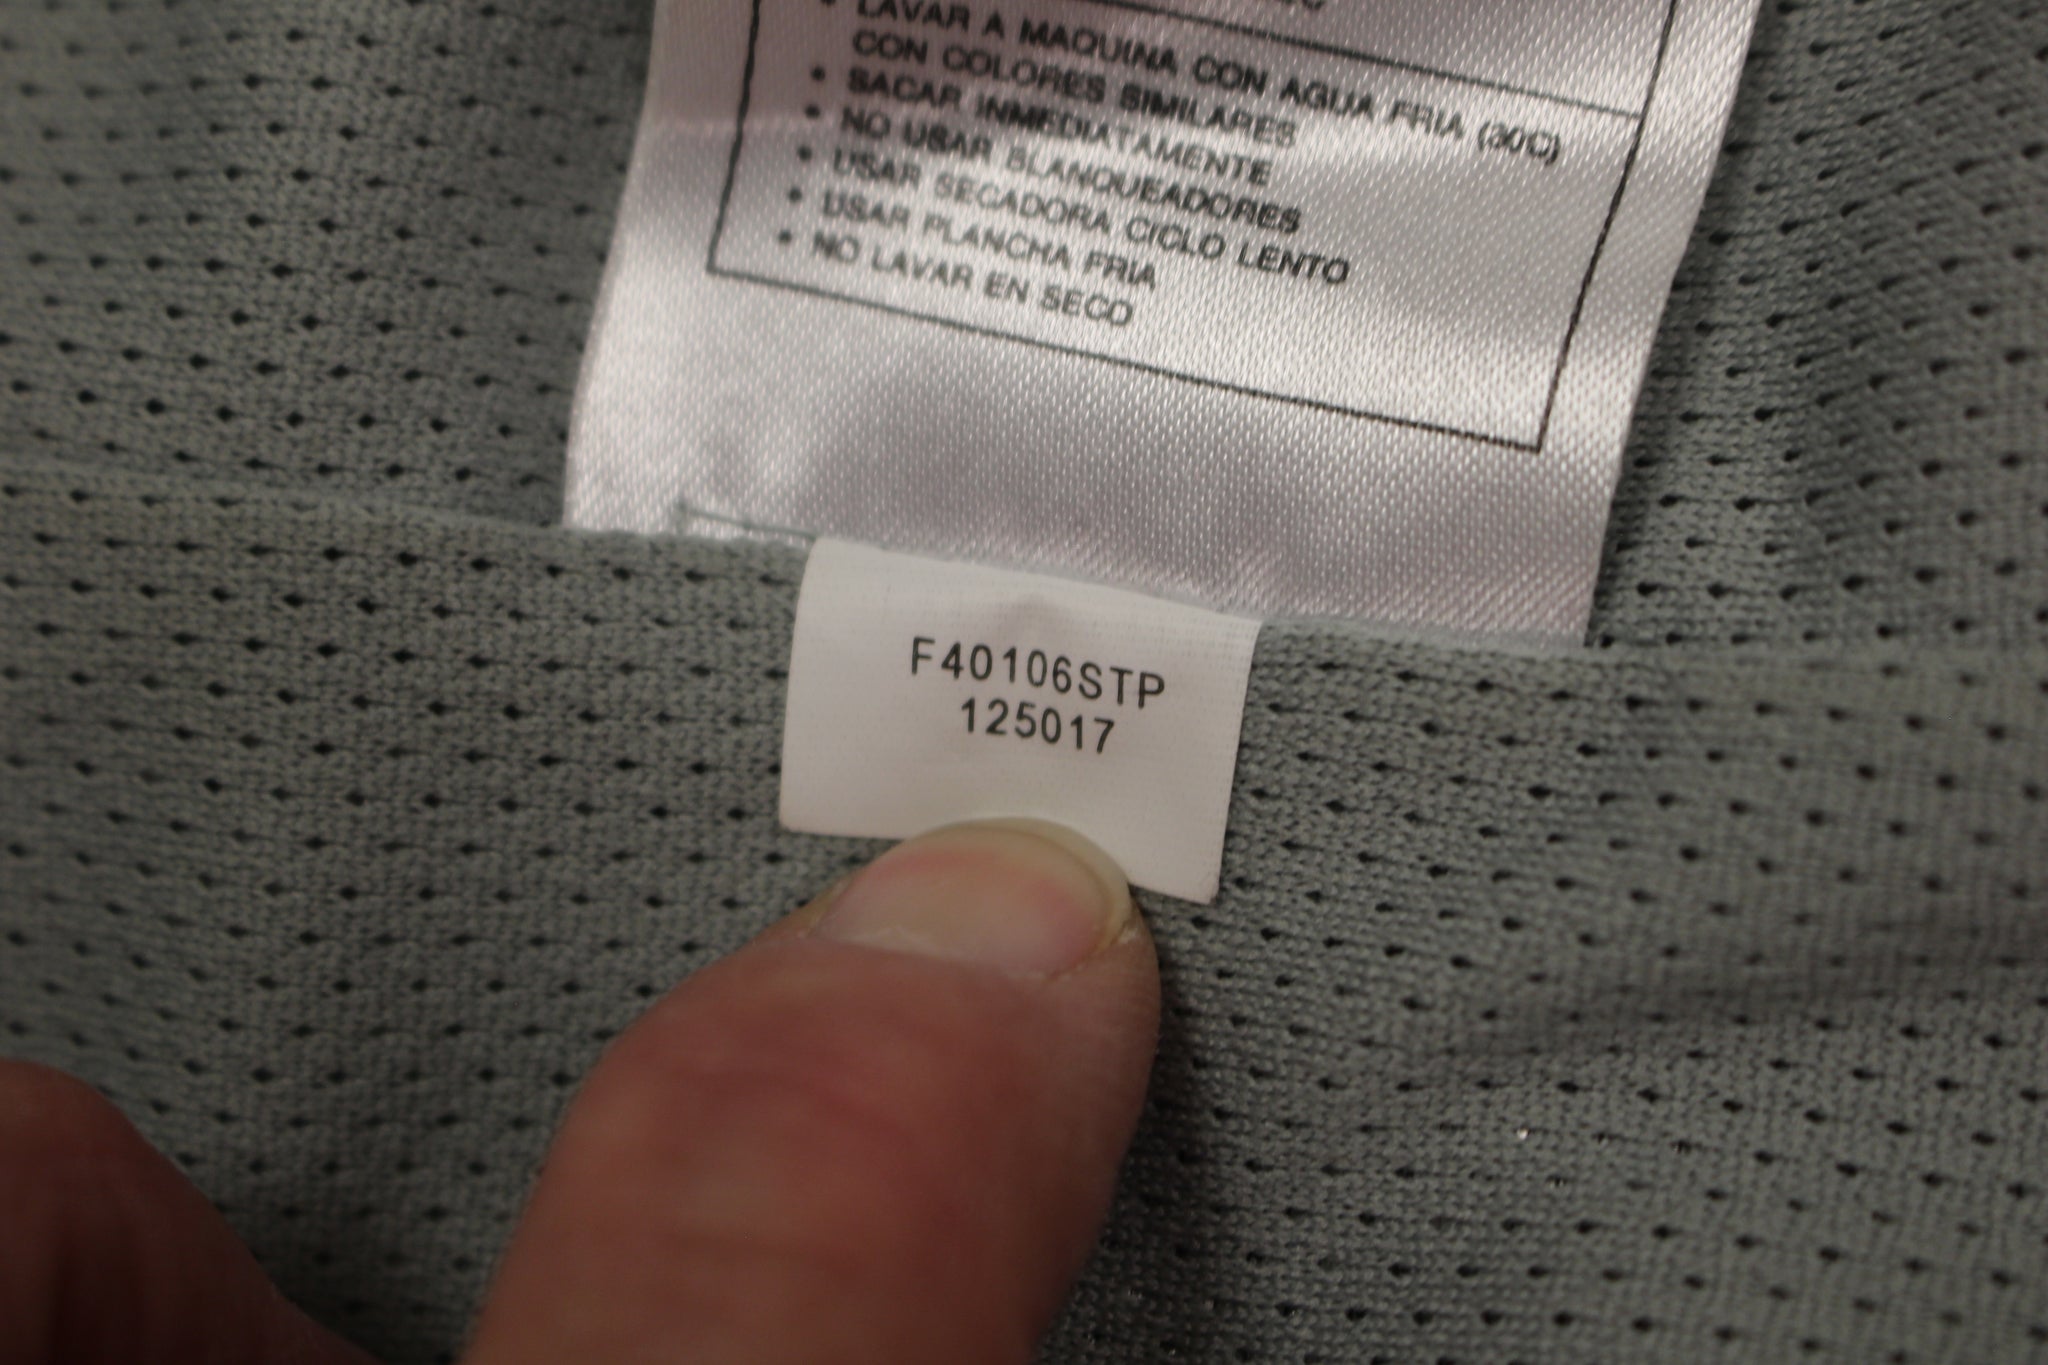 LAVAR A MAQUINA CON AGUA FRIA (30C)
CON COLORES SIMILARES
• SACAR INMEDIATAMENTE
• NO USAR BLANQUEADORES
• USAR SECADORA CICLO LENTO
• USAR PLANCHA FRIA
• NO LAVAR EN SECO
F40106STP
125017